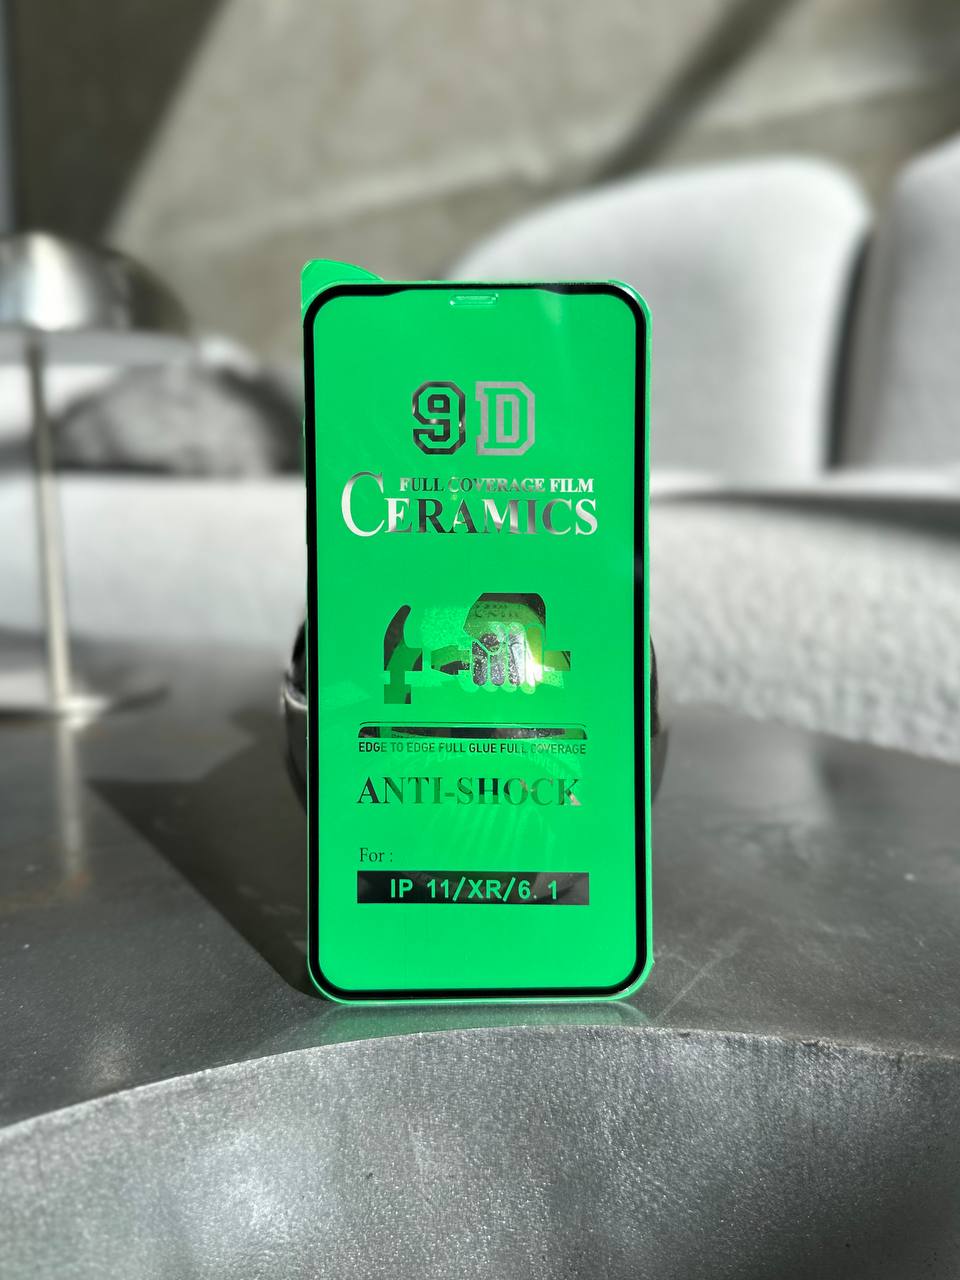 9D
FULL COVERAGE FILM
CERAMICS
EDGE TO EDGE FULL GLUE FULL COVERAGE
ANTI-SHOCK
For :
IP 11/XR/6.1